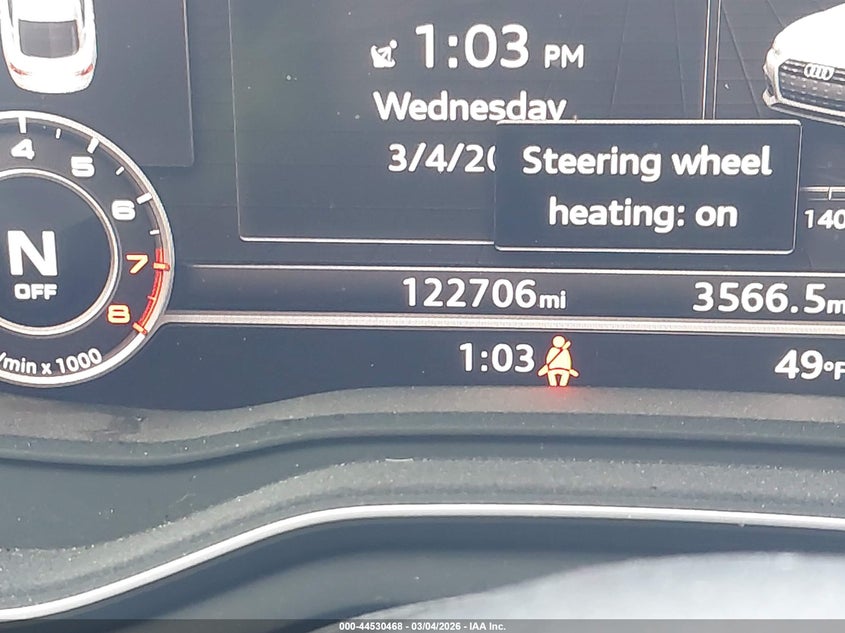 1:03 PM
Wednesday
3/4/20
Steering wheel
heating: on
4
5
6
7
8
N
OFF
/min x 1000
140
122706mi
3566.5m
1:03
49°F
000-44530468 - 03/04/2026 - IAA Inc.